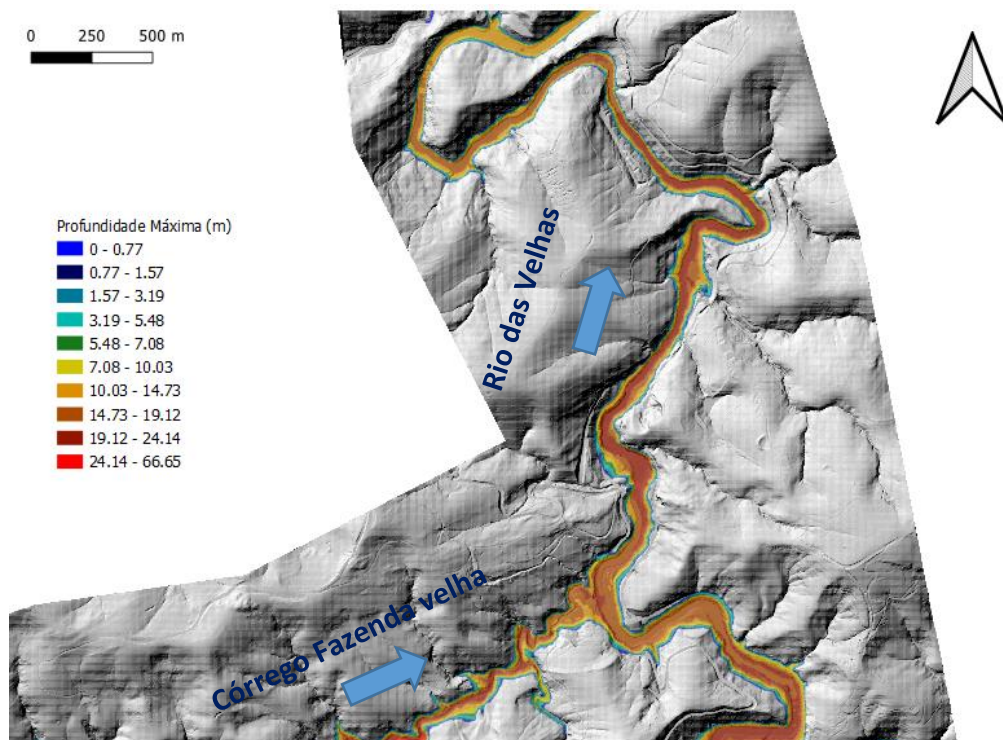 0 250 500 m
Profundidade Máxima (m)
0 - 0.77
0.77 - 1.57
1.57 - 3.19
3.19 - 5.48
5.48 - 7.08
7.08 - 10.03
10.03 - 14.73
14.73 - 19.12
19.12 - 24.14
24.14 - 66.65
Rio das Velhas
Córrego Fazenda velha